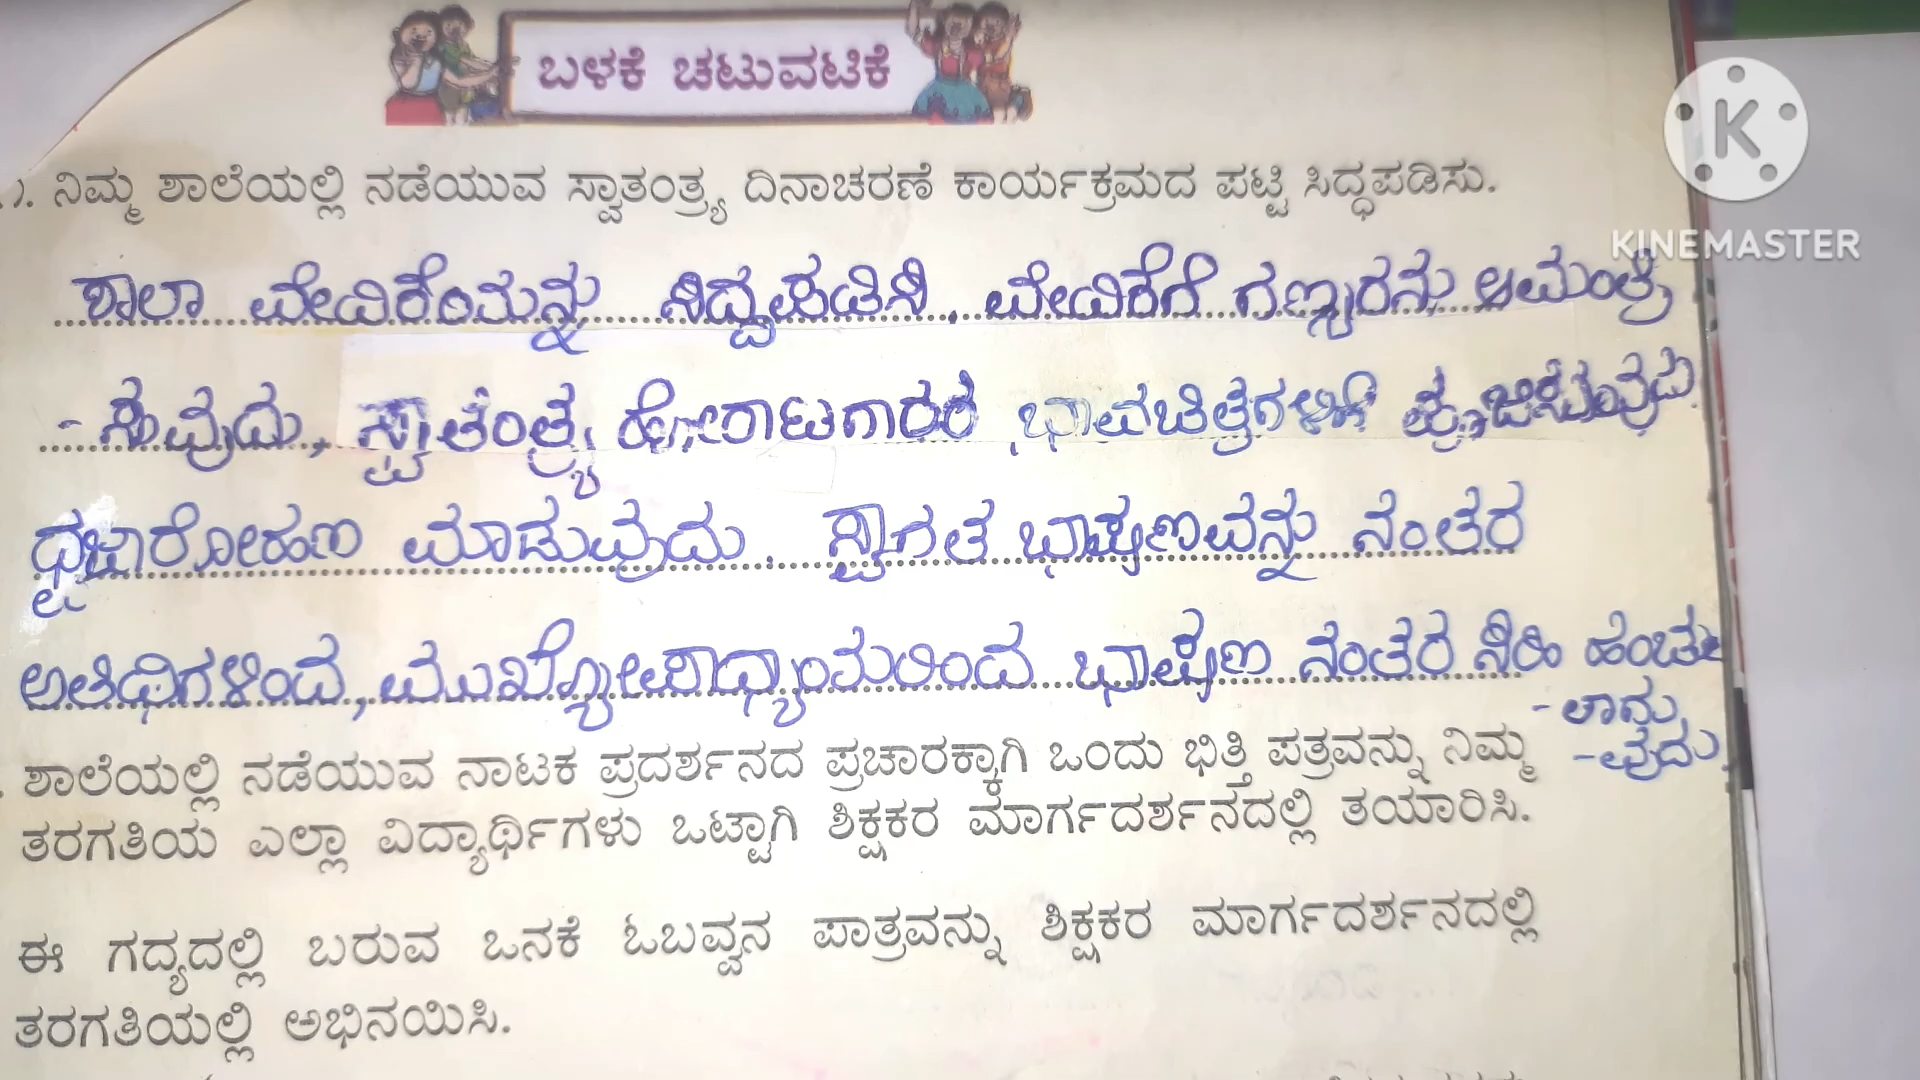 ಬಳಕೆ ಚಟುವಟಿಕೆ
೧. ನಿಮ್ಮ ಶಾಲೆಯಲ್ಲಿ ನಡೆಯುವ ಸ್ವಾತಂತ್ರ್ಯ ದಿನಾಚರಣೆ ಕಾರ್ಯಕ್ರಮದ ಪಟ್ಟಿ ಸಿದ್ಧಪಡಿಸು.
KINEMASTER
ಶಾಲಾ ವೇದಿಕೆಯನ್ನು ಸಿದ್ದಪಡಿಸಿ. ವೇದಿಕೆಗೆ ಗಣ್ಯರನು ಆಮಂತ್ರಿ
- ಸುವುದು, ಸ್ವಾತಂತ್ರ್ಯ ಹೋರಾಟಗಾರರ ಭಾವಚಿತ್ರಗಳಿಗೆ ಪೂಜಿಸುವುದು
ಧ್ವಜಾರೋಹಣ ಮಾಡುವುದು. ಸ್ವಾಗತ ಭಾಷಣವನ್ನು ನಂತರ
ಅತಿಥಿಗಳಿಂದ, ಮುಖ್ಯೋಪಾಧ್ಯಾಯರಿಂದ ಭಾಷಣ ನಂತರ ಸಿಹಿ ಹಂಚ
- ಲಾಗು
- ವುದು.
ಶಾಲೆಯಲ್ಲಿ ನಡೆಯುವ ನಾಟಕ ಪ್ರದರ್ಶನದ ಪ್ರಚಾರಕ್ಕಾಗಿ ಒಂದು ಭಿತ್ತಿ ಪತ್ರವನ್ನು ನಿಮ್ಮ
ತರಗತಿಯ ಎಲ್ಲಾ ವಿದ್ಯಾರ್ಥಿಗಳು ಒಟ್ಟಾಗಿ ಶಿಕ್ಷಕರ ಮಾರ್ಗದರ್ಶನದಲ್ಲಿ ತಯಾರಿಸಿ.
ಈ ಗದ್ಯದಲ್ಲಿ ಬರುವ ಒನಕೆ ಓಬವ್ವನ ಪಾತ್ರವನ್ನು ಶಿಕ್ಷಕರ ಮಾರ್ಗದರ್ಶನದಲ್ಲಿ
ತರಗತಿಯಲ್ಲಿ ಅಭಿನಯಿಸಿ.